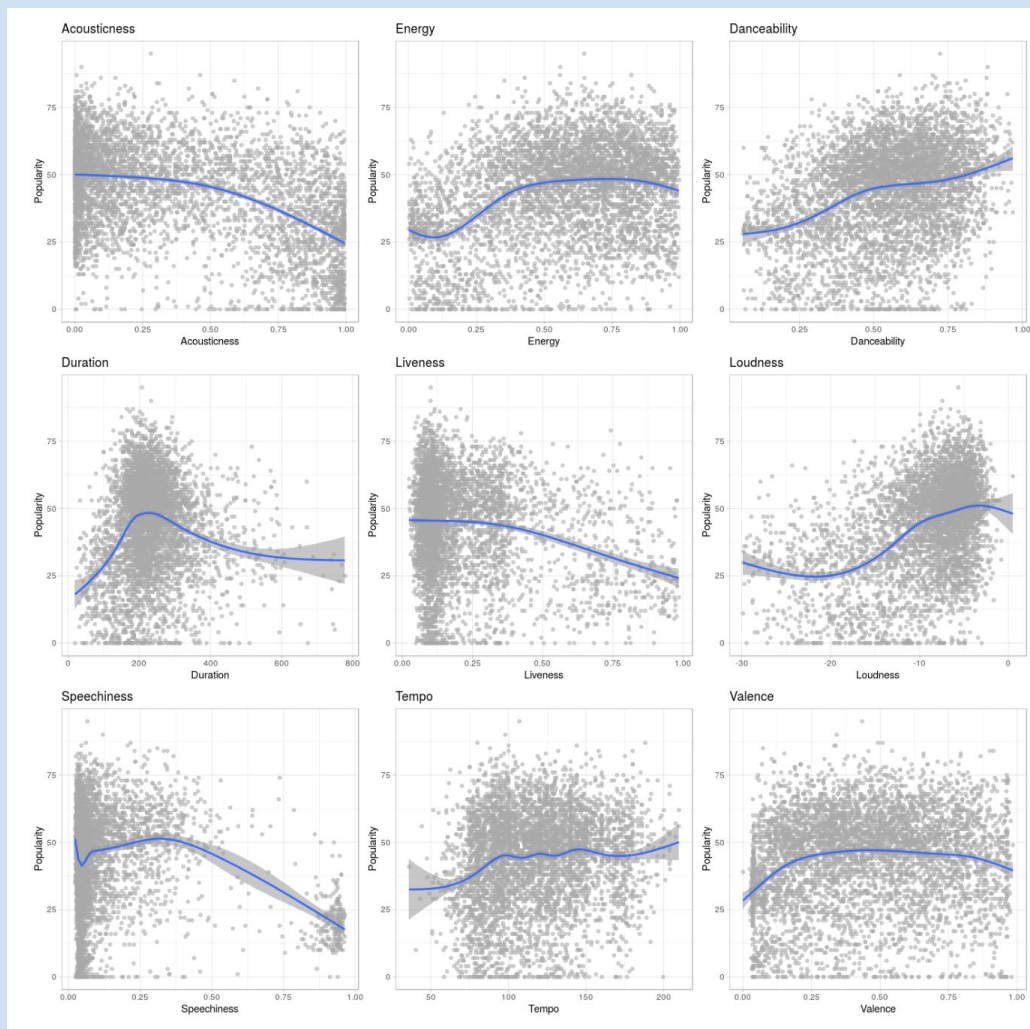 Acousticness
Energy
Danceability
Popularity
75
50
25
0
0.00
0.25
0.50
0.75
1.00
Acousticness
Popularity
75
50
25
0
0.00
0.25
0.50
0.75
1.00
Energy
Popularity
75
50
25
0
0.25
0.50
0.75
1.00
Danceability
Duration
Liveness
Loudness
Popularity
75
50
25
0
0
200
400
600
800
Duration
Popularity
75
50
25
0
0.00
0.25
0.50
0.75
1.00
Liveness
Popularity
75
50
25
0
-30
-20
-10
0
Loudness
Speechiness
Tempo
Valence
Popularity
75
50
25
0
0.00
0.25
0.50
0.75
1.00
Speechiness
Popularity
75
50
25
0
50
100
150
200
Tempo
Popularity
75
50
25
0
0.00
0.25
0.50
0.75
1.00
Valence